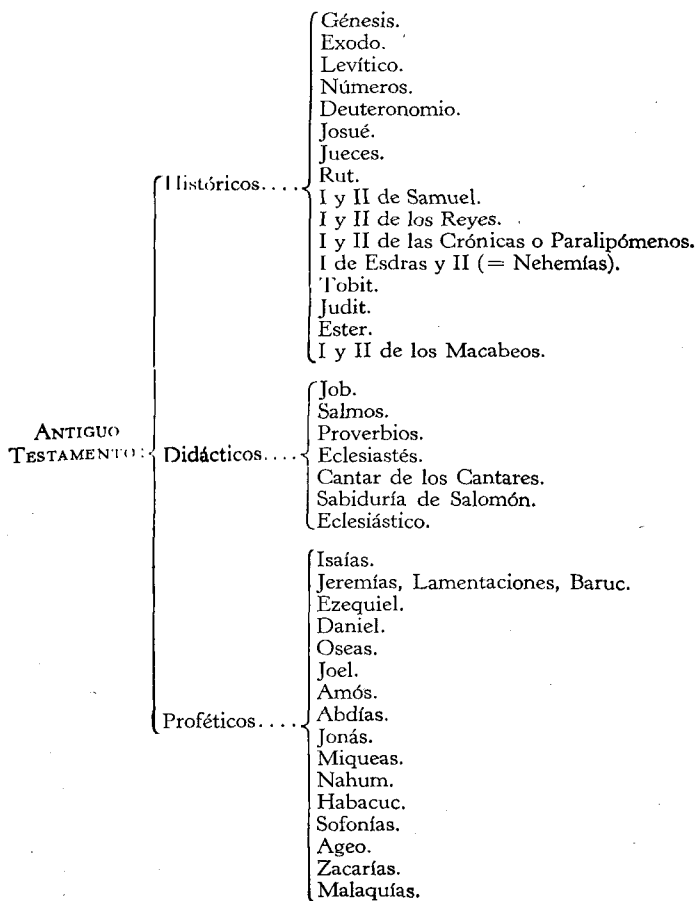 Génesis.
Exodo.
Levítico.
Números.
Deuteronomio.
Josué.
Jueces.
Rut.
Históricos....
I y II de Samuel.
I y II de los Reyes.
I y II de las Crónicas o Paralipómenos.
I de Esdras y II (= Nehemías).
Tobit.
Judit.
Ester.
I y II de los Macabeos.
Job.
Salmos.
Proverbios.
ANTIGUO
TESTAMENTO:
Didácticos....
Eclesiastés.
Cantar de los Cantares.
Sabiduría de Salomón.
Eclesiástico.
Isaías.
Jeremías, Lamentaciones, Baruc.
Ezequiel.
Daniel.
Oseas.
Joel.
Amós.
Abdías.
Proféticos....
Jonás.
Miqueas.
Nahum.
Habacuc.
Sofonías.
Ageo.
Zacarías.
Malaquías.